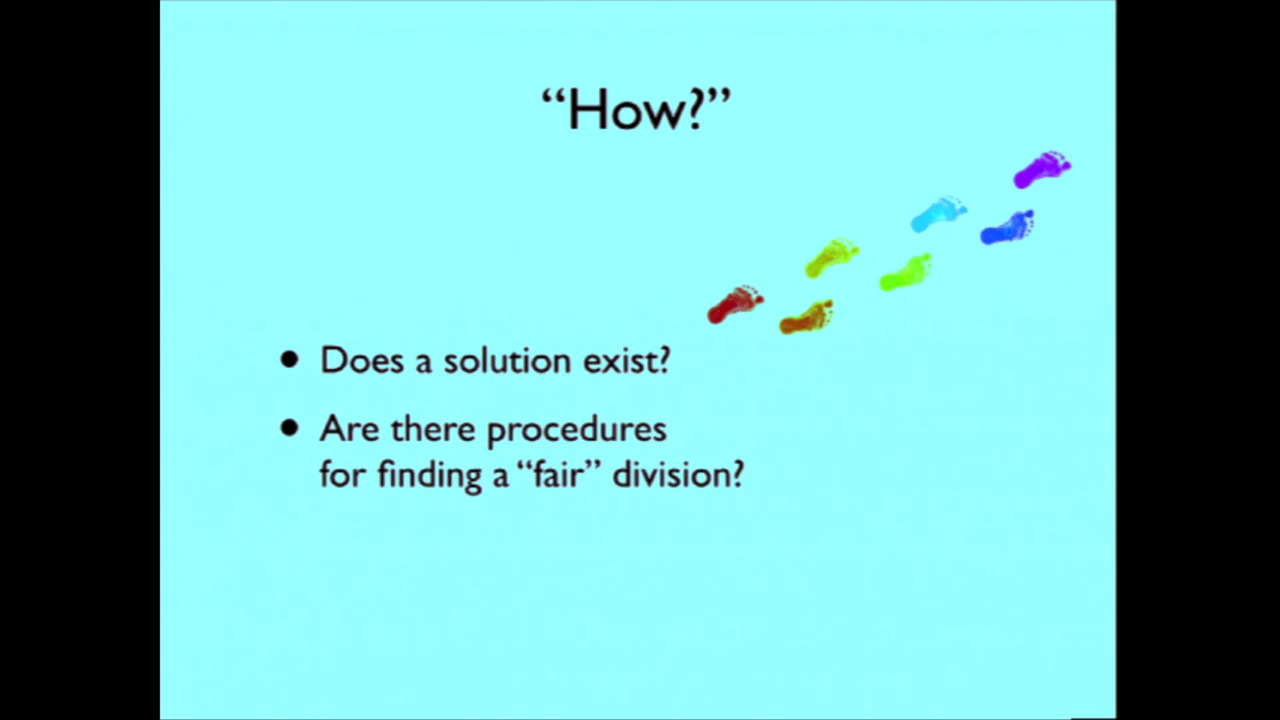 “How?”
• Does a solution exist?
• Are there procedures
for finding a “fair” division?